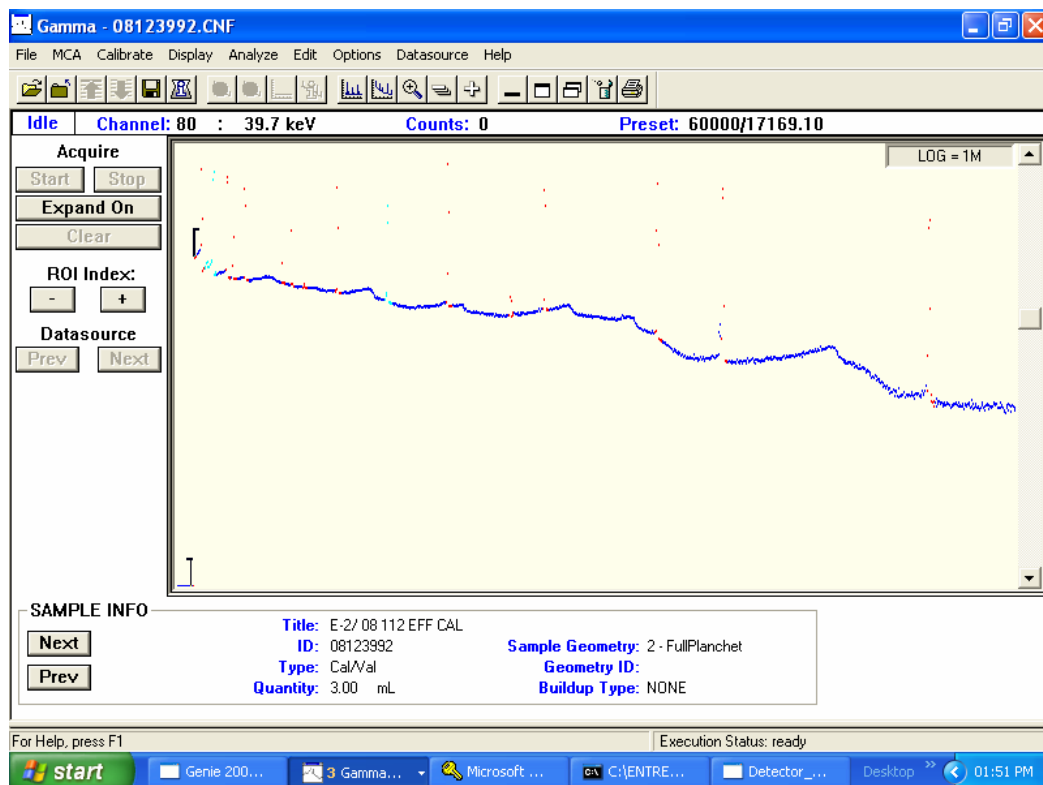 Gamma - 08123992.CNF
File MCA Calibrate Display Analyze Edit Options Datasource Help
Idle Channel: 80 : 39.7 keV Counts: 0 Preset: 60000/17169.10
Acquire
Start Stop
Expand On
Clear
ROI Index:
- +
Datasource
Prev Next
LOG = 1M
SAMPLE INFO
Next
Prev
Title: E-2/ 08 112 EFF CAL
ID: 08123992
Type: Cal/Val
Quantity: 3.00 mL
Sample Geometry: 2 - FullPlanchet
Geometry ID:
Buildup Type: NONE
For Help, press F1
Execution Status: ready
start
Genie 200...
3 Gamma...
Microsoft ...
C:\ENTRE...
Detector_...
Desktop »
01:51 PM